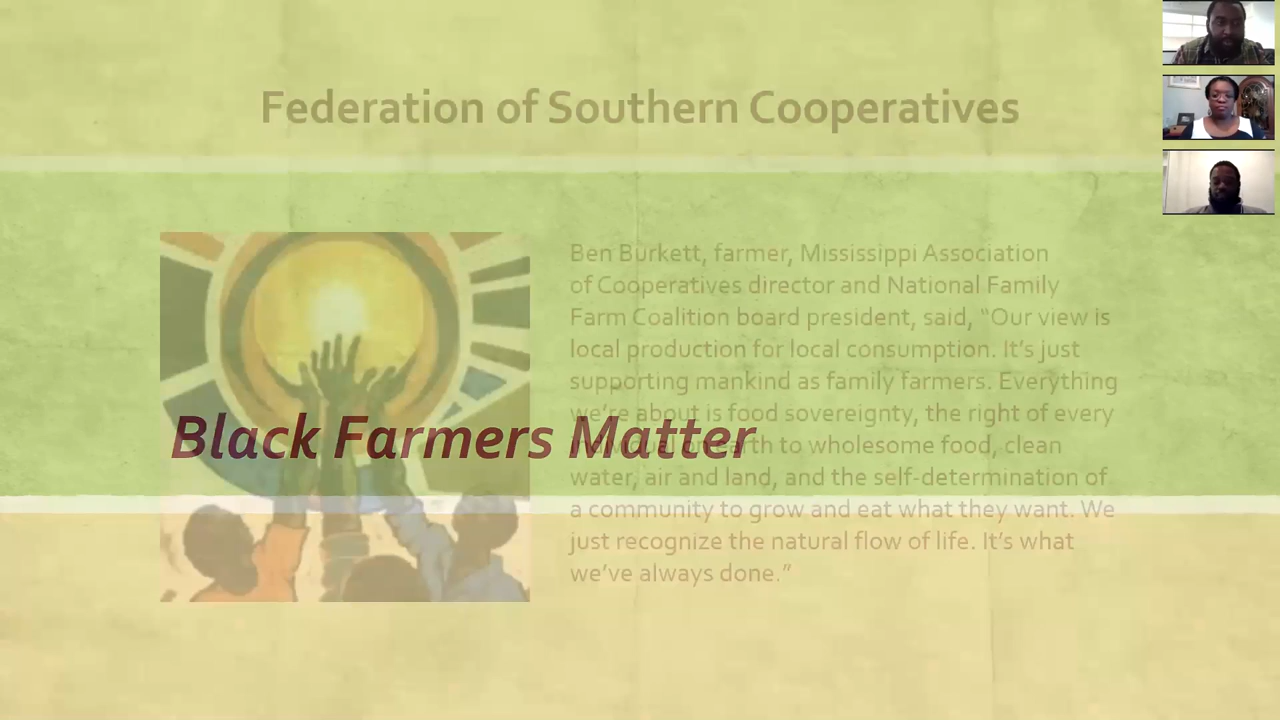 Federation of Southern Cooperatives
Ben Burkett, farmer, Mississippi Association
of Cooperatives director and National Family
Farm Coalition board president, said, “Our view is
local production for local consumption. It’s just
supporting mankind as family farmers. Everything
we’re about is food sovereignty, the right of every
individual on earth to wholesome food, clean
water, air and land, and the self-determination of
a community to grow and eat what they want. We
just recognize the natural flow of life. It’s what
we’ve always done.”
Black Farmers Matter